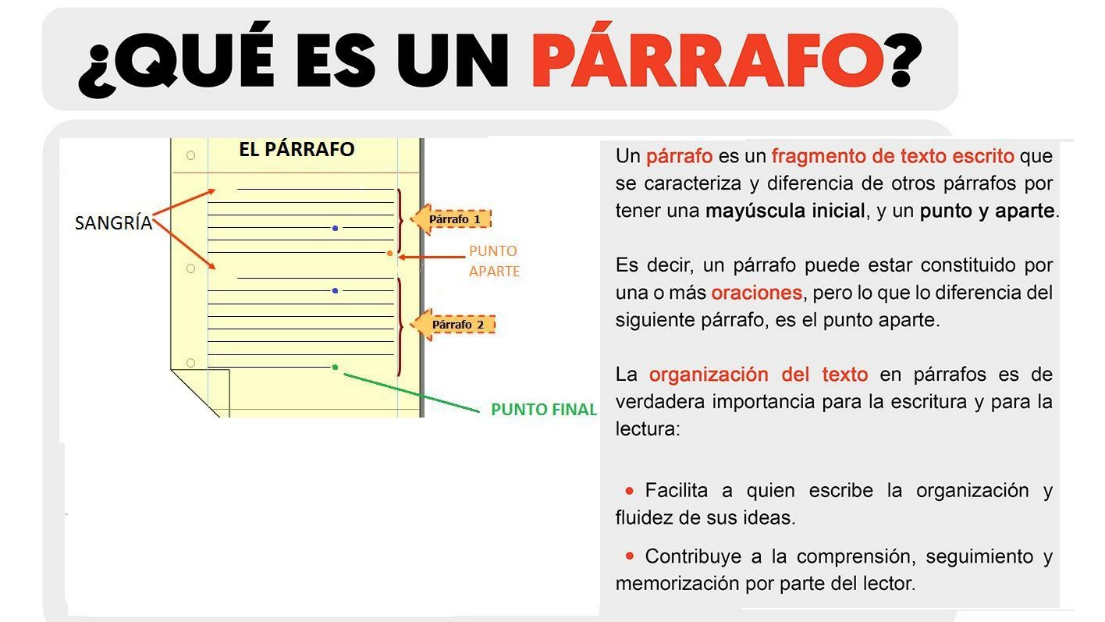 ¿QUÉ ES UN PÁRRAFO?
EL PÁRRAFO
SANGRÍA
Párrafo 1
PUNTO
APARTE
Párrafo 2
PUNTO FINAL
Un párrafo es un fragmento de texto escrito que
se caracteriza y diferencia de otros párrafos por
tener una mayúscula inicial, y un punto y aparte.
Es decir, un párrafo puede estar constituido por
una o más oraciones, pero lo que lo diferencia del
siguiente párrafo, es el punto aparte.
La organización del texto en párrafos es de
verdadera importancia para la escritura y para la
lectura:
• Facilita a quien escribe la organización y
fluidez de sus ideas.
• Contribuye a la comprensión, seguimiento y
memorización por parte del lector.